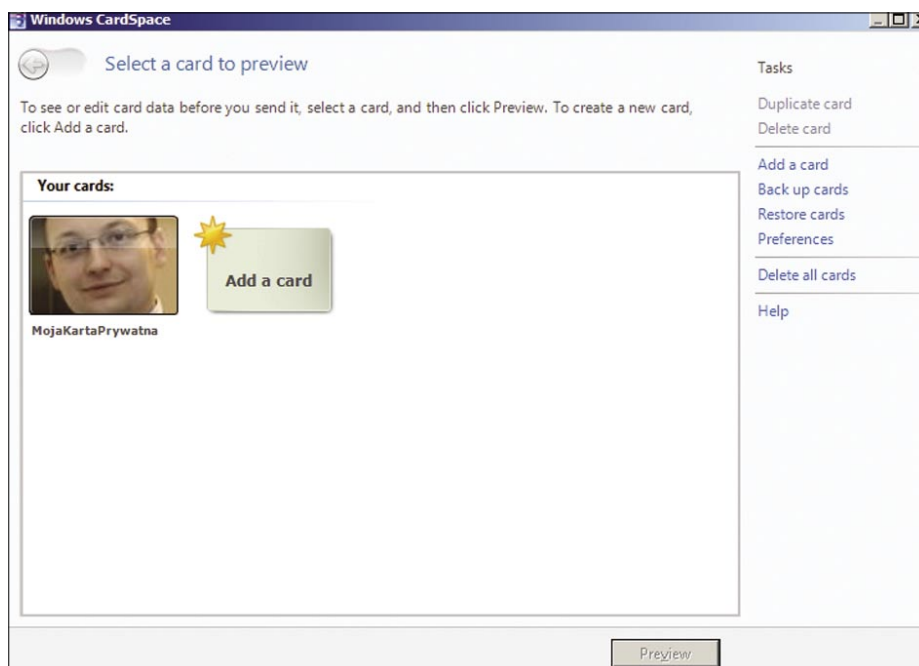 Windows CardSpace
Select a card to preview
To see or edit card data before you send it, select a card, and then click Preview. To create a new card,
click Add a card.
Your cards:
Add a card
MojaKartaPrywatna
Tasks
Duplicate card
Delete card
Add a card
Back up cards
Restore cards
Preferences
Delete all cards
Help
Preview